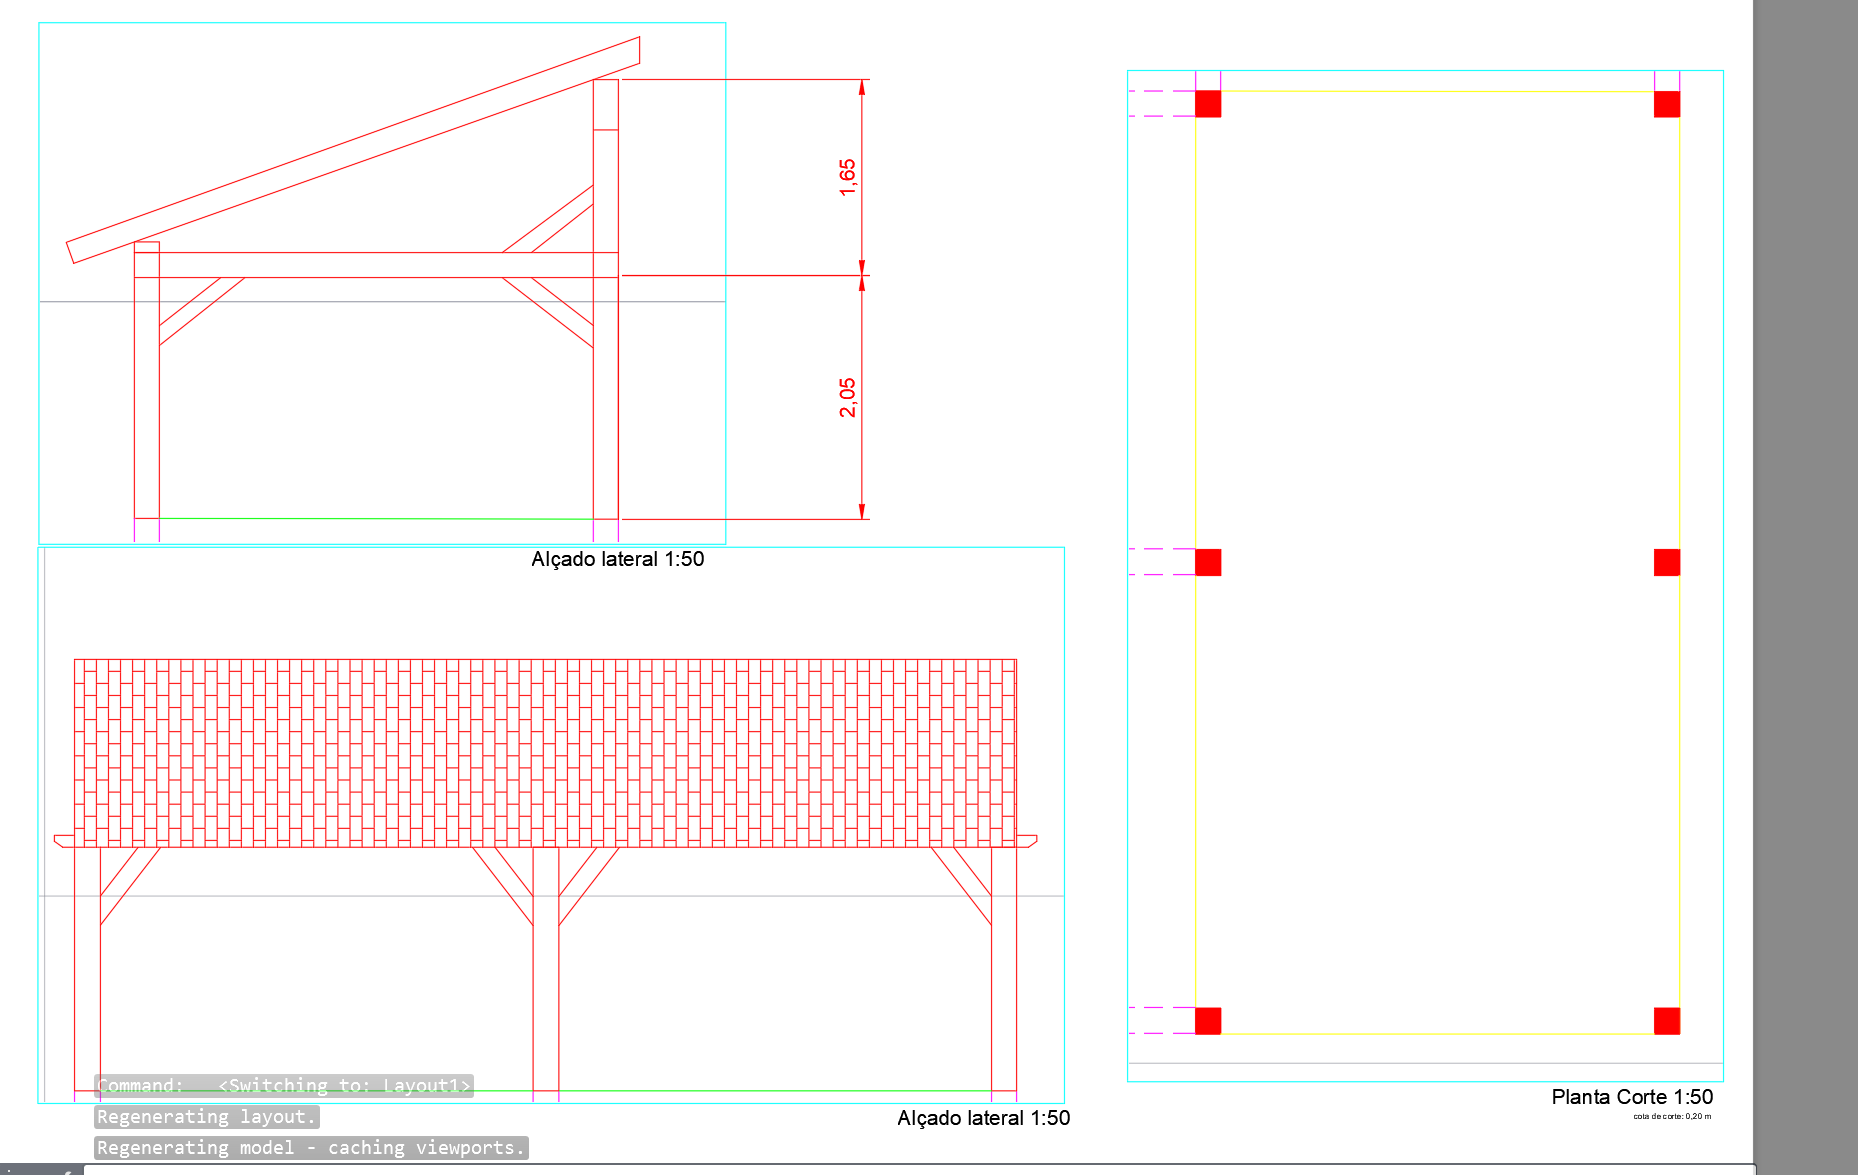 1,65
2,05
Alçado lateral 1:50
Alçado lateral 1:50
Planta Corte 1:50
cota de corte: 0,20 m
Command:   <Switching to: Layout1>
Regenerating layout.
Regenerating model - caching viewports.